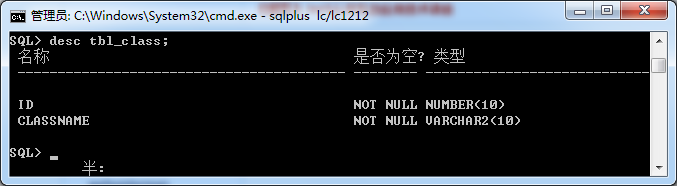 管理员: C:\Windows\System32\cmd.exe - sqlplus  lc/lc1212
SQL> desc tbl_class;
名称 是否为空? 类型
----------------------------------------- -------- ----------------------------
ID NOT NULL NUMBER(10)
CLASSNAME NOT NULL VARCHAR2(10)
SQL>
半: